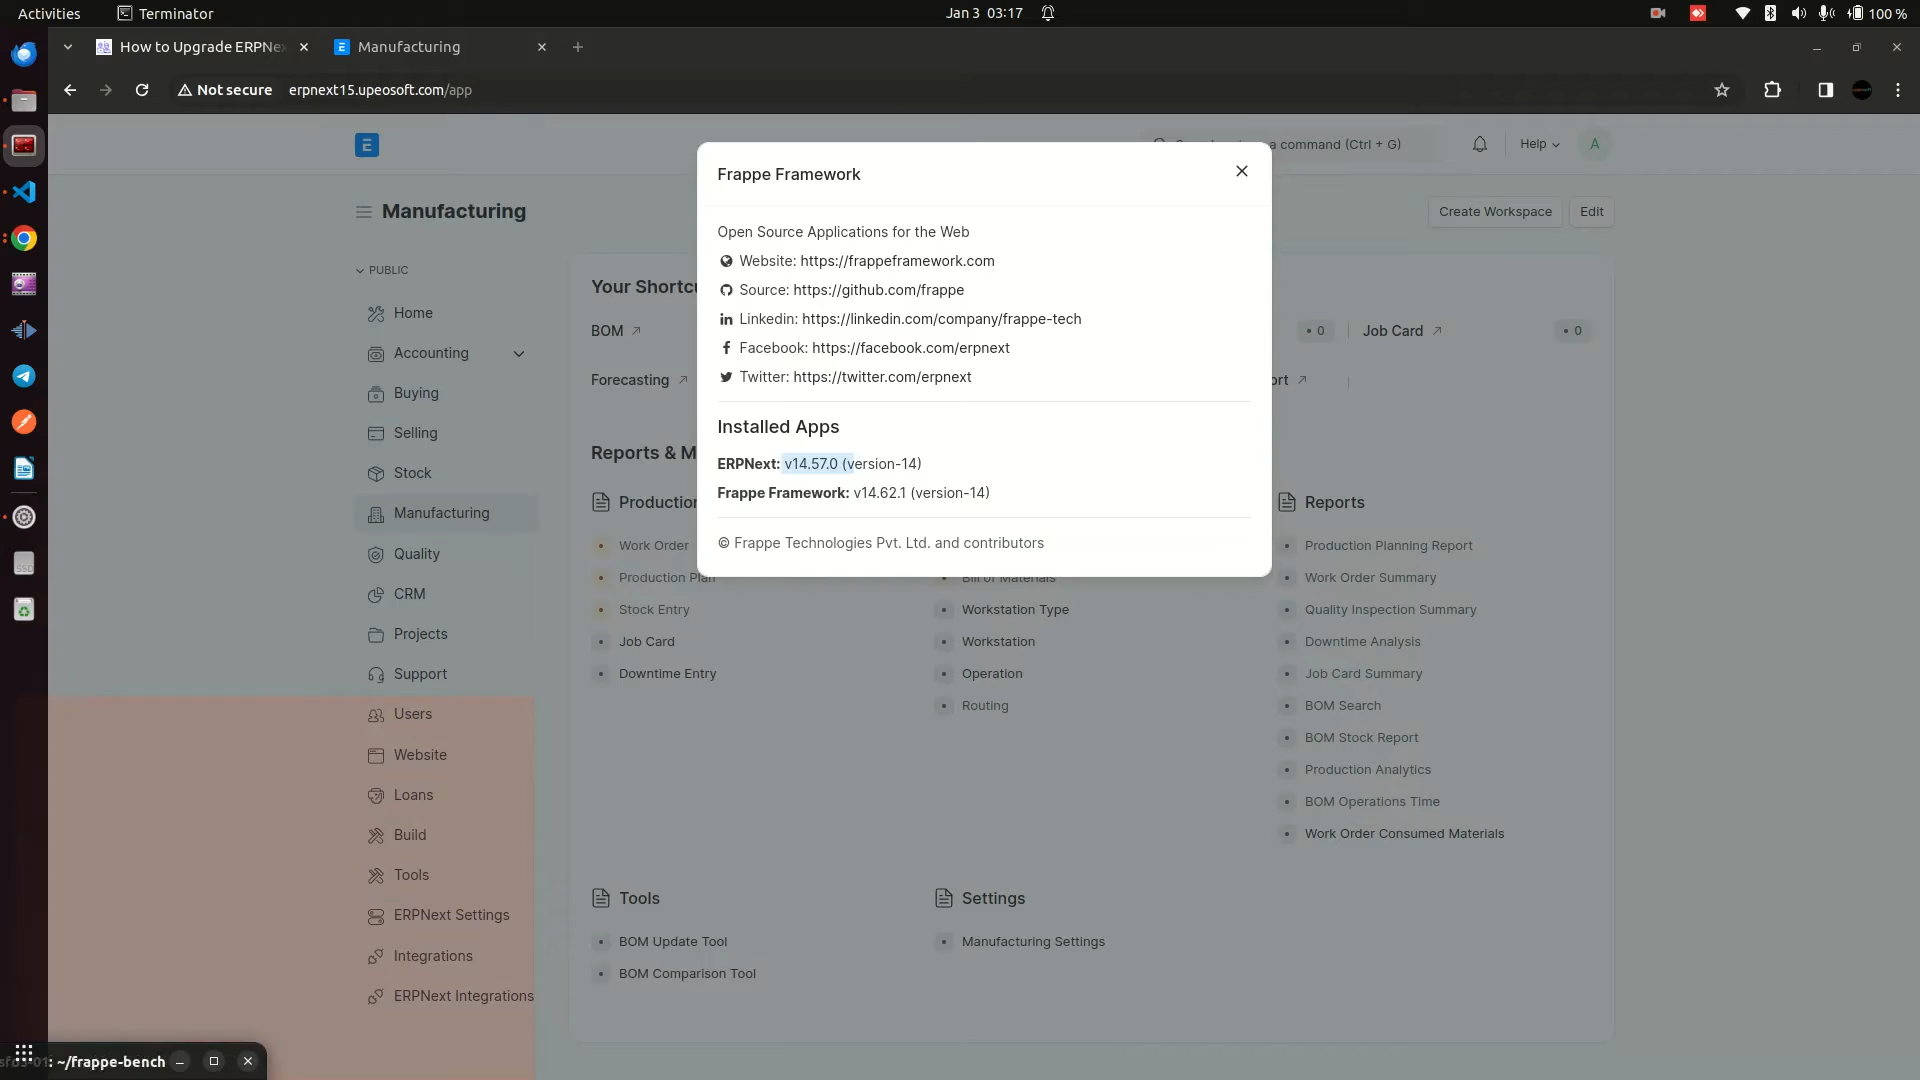 Activities
Terminator
Jan 3 03:17
100 %
How to Upgrade ERPNe
Manufacturing
Not secure
erpnext15.upeosoft.com/app
E
a command (Ctrl + G)
Help
A
Manufacturing
Create Workspace
Edit
PUBLIC
Home
Accounting
Buying
Selling
Stock
Manufacturing
Quality
CRM
Projects
Support
Users
Website
Loans
Build
Tools
ERPNext Settings
Integrations
ERPNext Integrations
Frappe Framework
Open Source Applications for the Web
Website: https://frappeframework.com
Source: https://github.com/frappe
Linkedin: https://linkedin.com/company/frappe-tech
Facebook: https://facebook.com/erpnext
Twitter: https://twitter.com/erpnext
Installed Apps
ERPNext: v14.57.0 (version-14)
Frappe Framework: v14.62.1 (version-14)
© Frappe Technologies Pvt. Ltd. and contributors
Your Shortcu
BOM
0
Job Card
0
Forecasting
ort
Reports & M
Production
Work Order
Production Plan
Stock Entry
Job Card
Downtime Entry
Bill of Materials
Workstation Type
Workstation
Operation
Routing
Reports
Production Planning Report
Work Order Summary
Quality Inspection Summary
Downtime Analysis
Job Card Summary
BOM Search
BOM Stock Report
Production Analytics
BOM Operations Time
Work Order Consumed Materials
Tools
BOM Update Tool
BOM Comparison Tool
Settings
Manufacturing Settings
SSD
: ~/frappe-bench